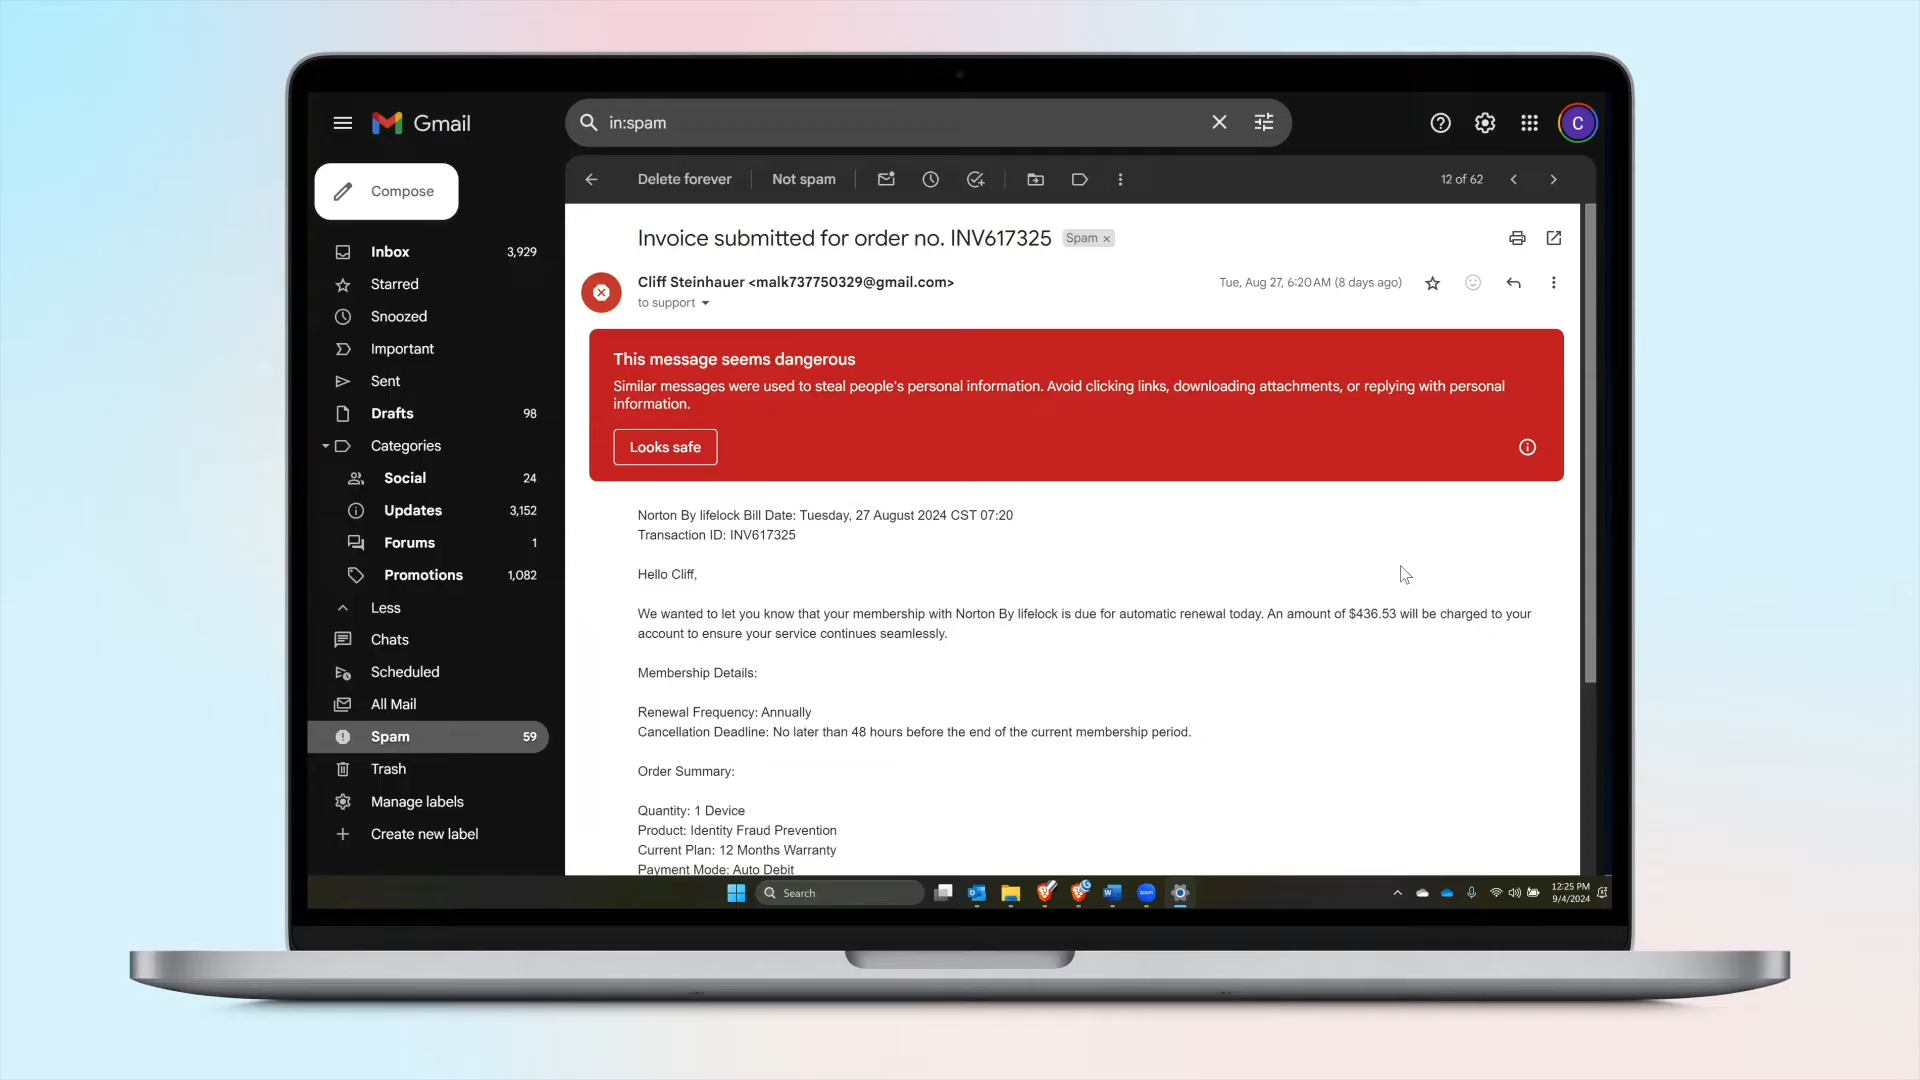 Gmail
in:spam
C
Compose
Delete forever
Not spam
12 of 62
Inbox 3,929
Starred
Snoozed
Important
Sent
Drafts 98
Categories
Social 24
Updates 3,152
Forums 1
Promotions 1,082
Less
Chats
Scheduled
All Mail
Spam 59
Trash
Manage labels
Create new label
Invoice submitted for order no. INV617325 Spam ×
Cliff Steinhauer <malk737750329@gmail.com> Tue, Aug 27, 6:20 AM (8 days ago)
to support
This message seems dangerous
Similar messages were used to steal people's personal information. Avoid clicking links, downloading attachments, or replying with personal
information.
Looks safe
Norton By lifelock Bill Date: Tuesday, 27 August 2024 CST 07:20
Transaction ID: INV617325
Hello Cliff,
We wanted to let you know that your membership with Norton By lifelock is due for automatic renewal today. An amount of $436.53 will be charged to your
account to ensure your service continues seamlessly.
Membership Details:
Renewal Frequency: Annually
Cancellation Deadline: No later than 48 hours before the end of the current membership period.
Order Summary:
Quantity: 1 Device
Product: Identity Fraud Prevention
Current Plan: 12 Months Warranty
Payment Mode: Auto Debit
Search
zoom
12:25 PM
9/4/2024